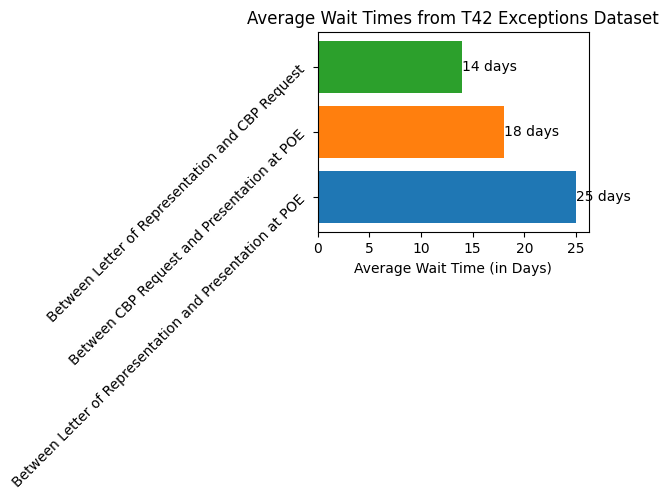 Average Wait Times from T42 Exceptions Dataset
Between Letter of Representation and CBP Request
14 days
Between CBP Request and Presentation at POE
18 days
Between Letter of Representation and Presentation at POE
25 days
0 5 10 15 20 25
Average Wait Time (in Days)